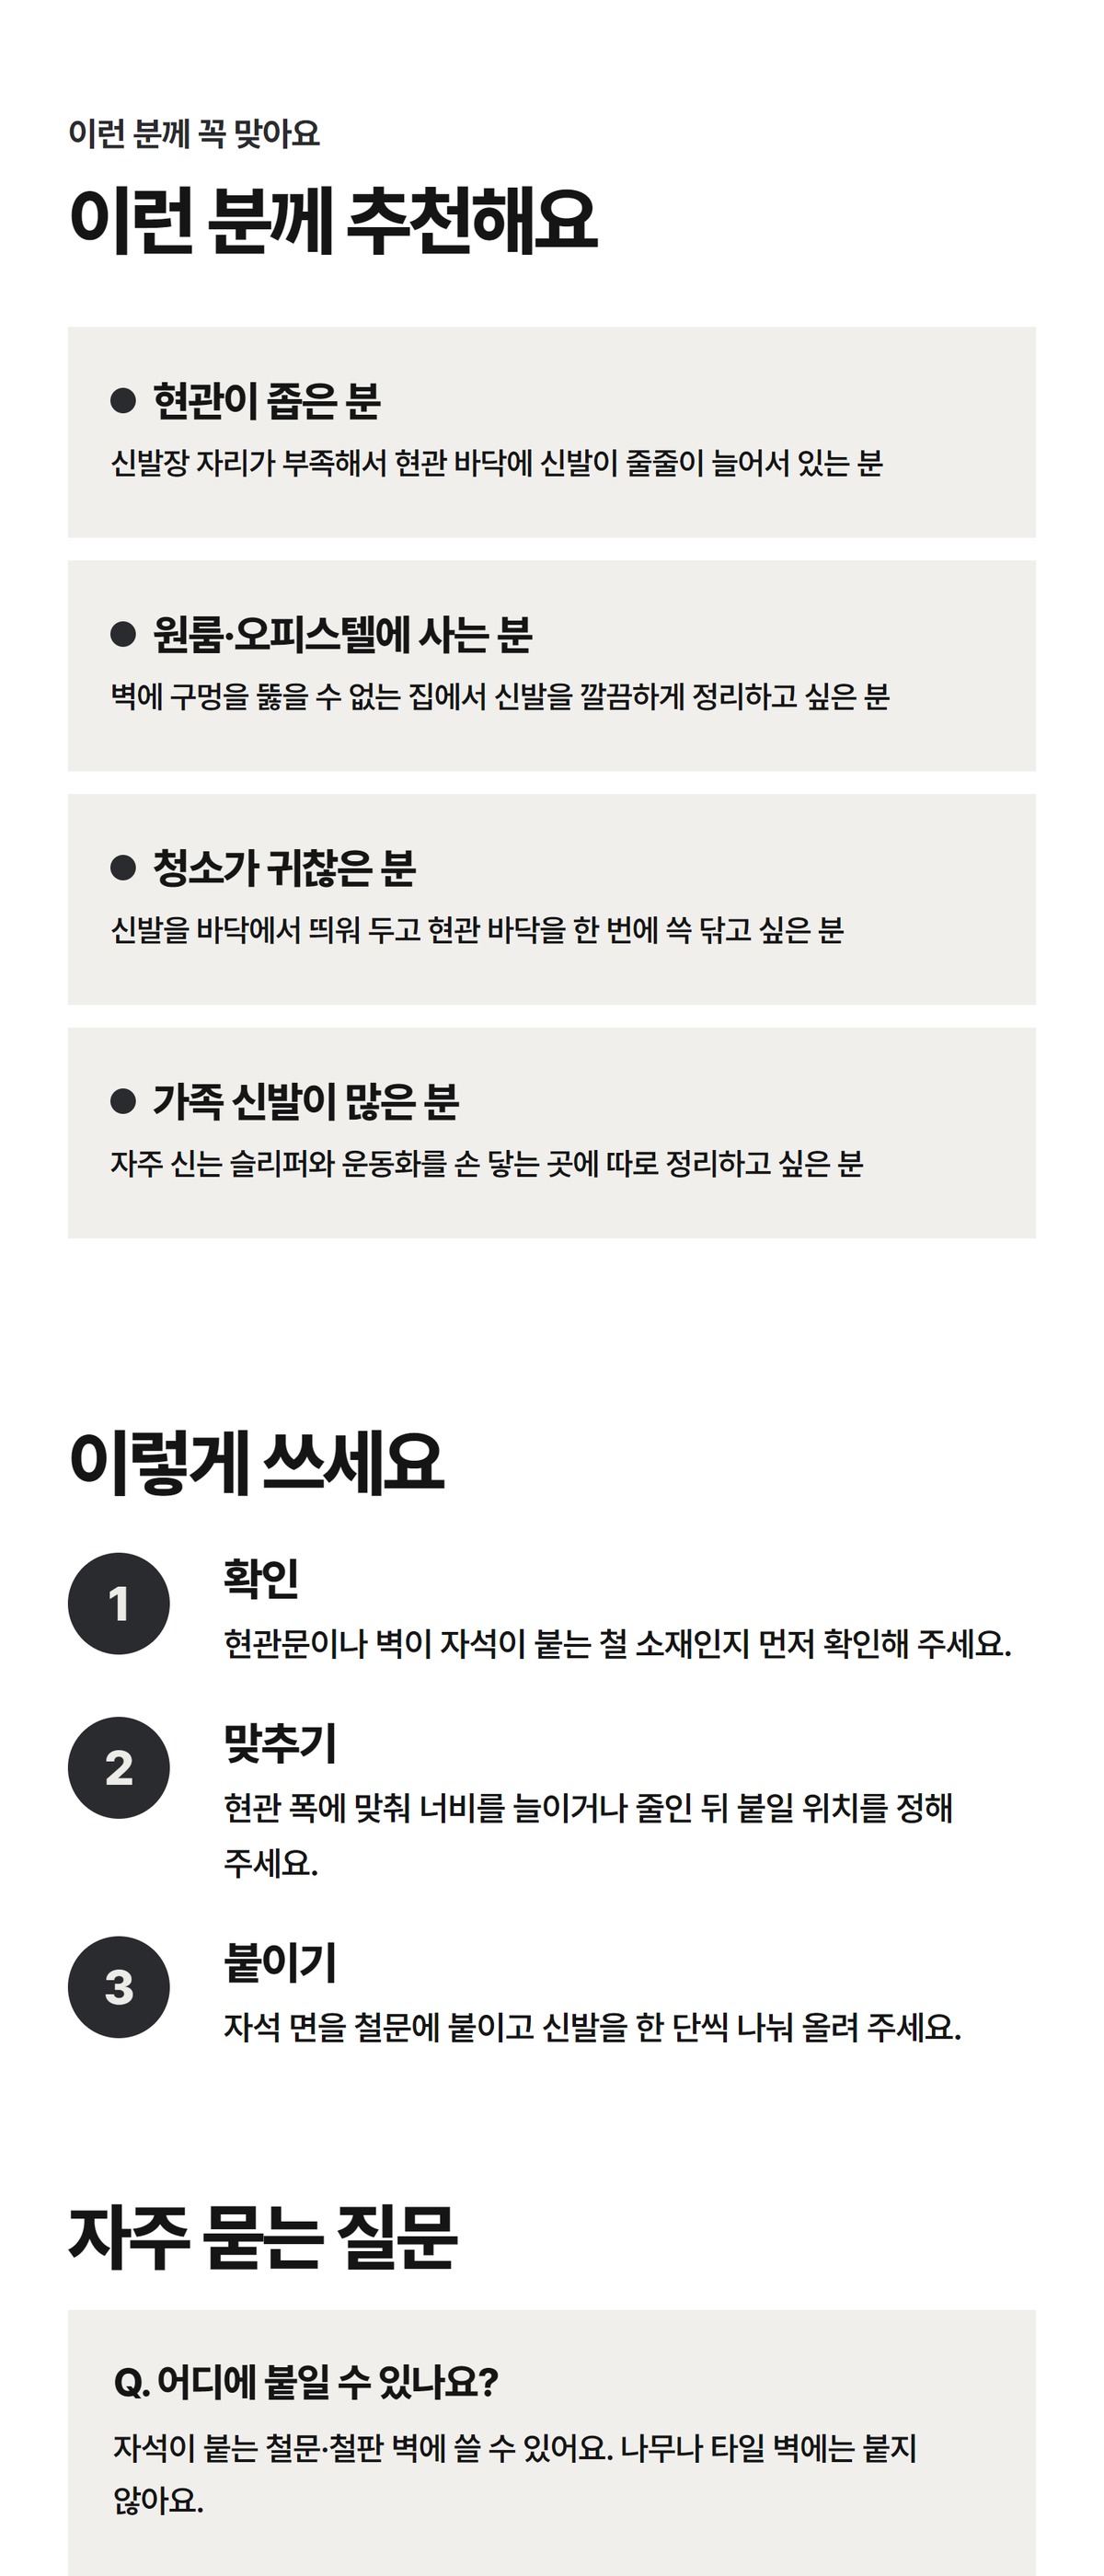 이런 분께 꼭 맞아요
이런 분께 추천해요
현관이 좁은 분
신발장 자리가 부족해서 현관 바닥에 신발이 줄줄이 늘어서 있는 분
원룸·오피스텔에 사는 분
벽에 구멍을 뚫을 수 없는 집에서 신발을 깔끔하게 정리하고 싶은 분
청소가 귀찮은 분
신발을 바닥에서 띄워 두고 현관 바닥을 한 번에 쓱 닦고 싶은 분
가족 신발이 많은 분
자주 신는 슬리퍼와 운동화를 손 닿는 곳에 따로 정리하고 싶은 분
이렇게 쓰세요
1
확인
현관문이나 벽이 자석이 붙는 철 소재인지 먼저 확인해 주세요.
2
맞추기
현관 폭에 맞춰 너비를 늘이거나 줄인 뒤 붙일 위치를 정해
주세요.
3
붙이기
자석 면을 철문에 붙이고 신발을 한 단씩 나눠 올려 주세요.
자주 묻는 질문
Q. 어디에 붙일 수 있나요?
자석이 붙는 철문·철판 벽에 쓸 수 있어요. 나무나 타일 벽에는 붙지
않아요.